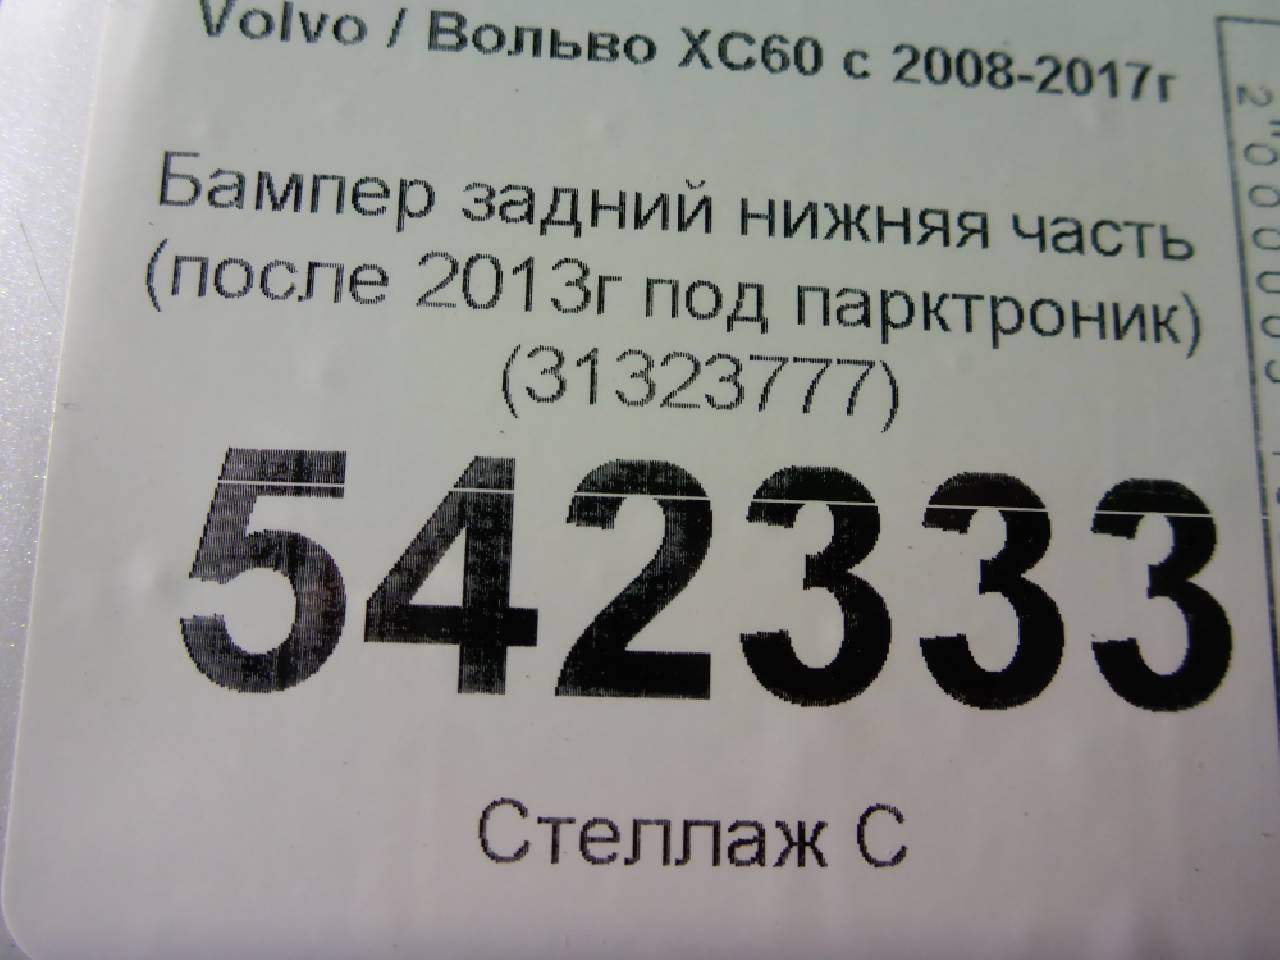 Volvo / Вольво XC60 с 2008-2017г
Бампер задний нижняя часть
(после 2013г под парктроник)
(31323777)
542333
Стеллаж С